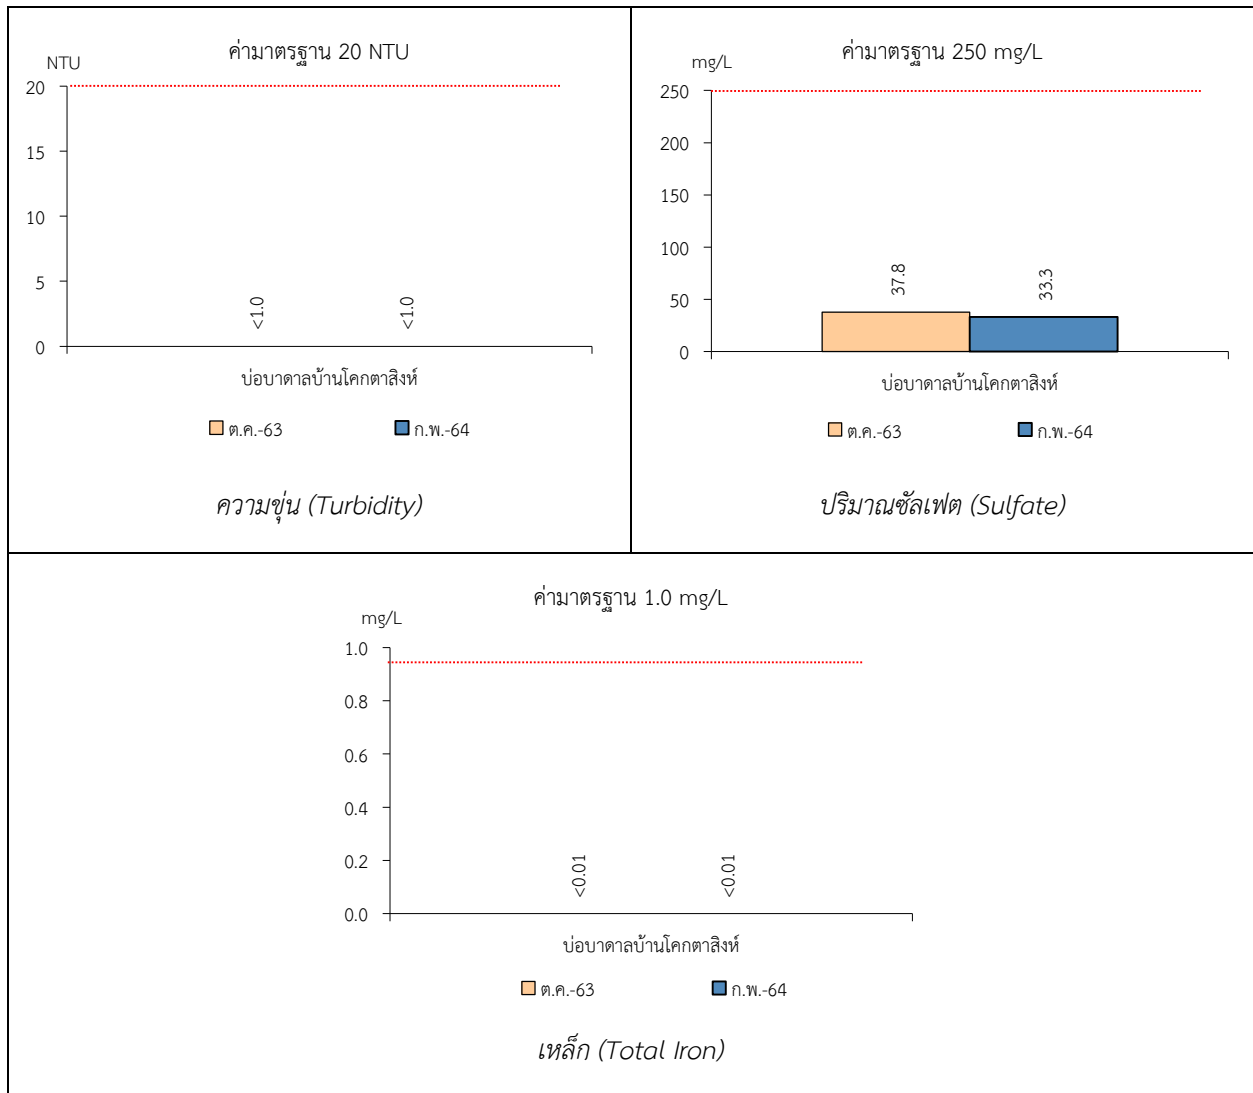 ค่ามาตรฐาน 20 NTU
NTU
20
15
10
5
0
<1.0
<1.0
บ่อบาดาลบ้านโคกตาสิงห์
ต.ค.-63 ก.พ.-64
ความขุ่น (Turbidity)
ค่ามาตรฐาน 250 mg/L
mg/L
250
200
150
100
50
0
37.8
33.3
บ่อบาดาลบ้านโคกตาสิงห์
ต.ค.-63 ก.พ.-64
ปริมาณซัลเฟต (Sulfate)
ค่ามาตรฐาน 1.0 mg/L
mg/L
1.0
0.8
0.6
0.4
0.2
0.0
<0.01
<0.01
บ่อบาดาลบ้านโคกตาสิงห์
ต.ค.-63 ก.พ.-64
เหล็ก (Total Iron)